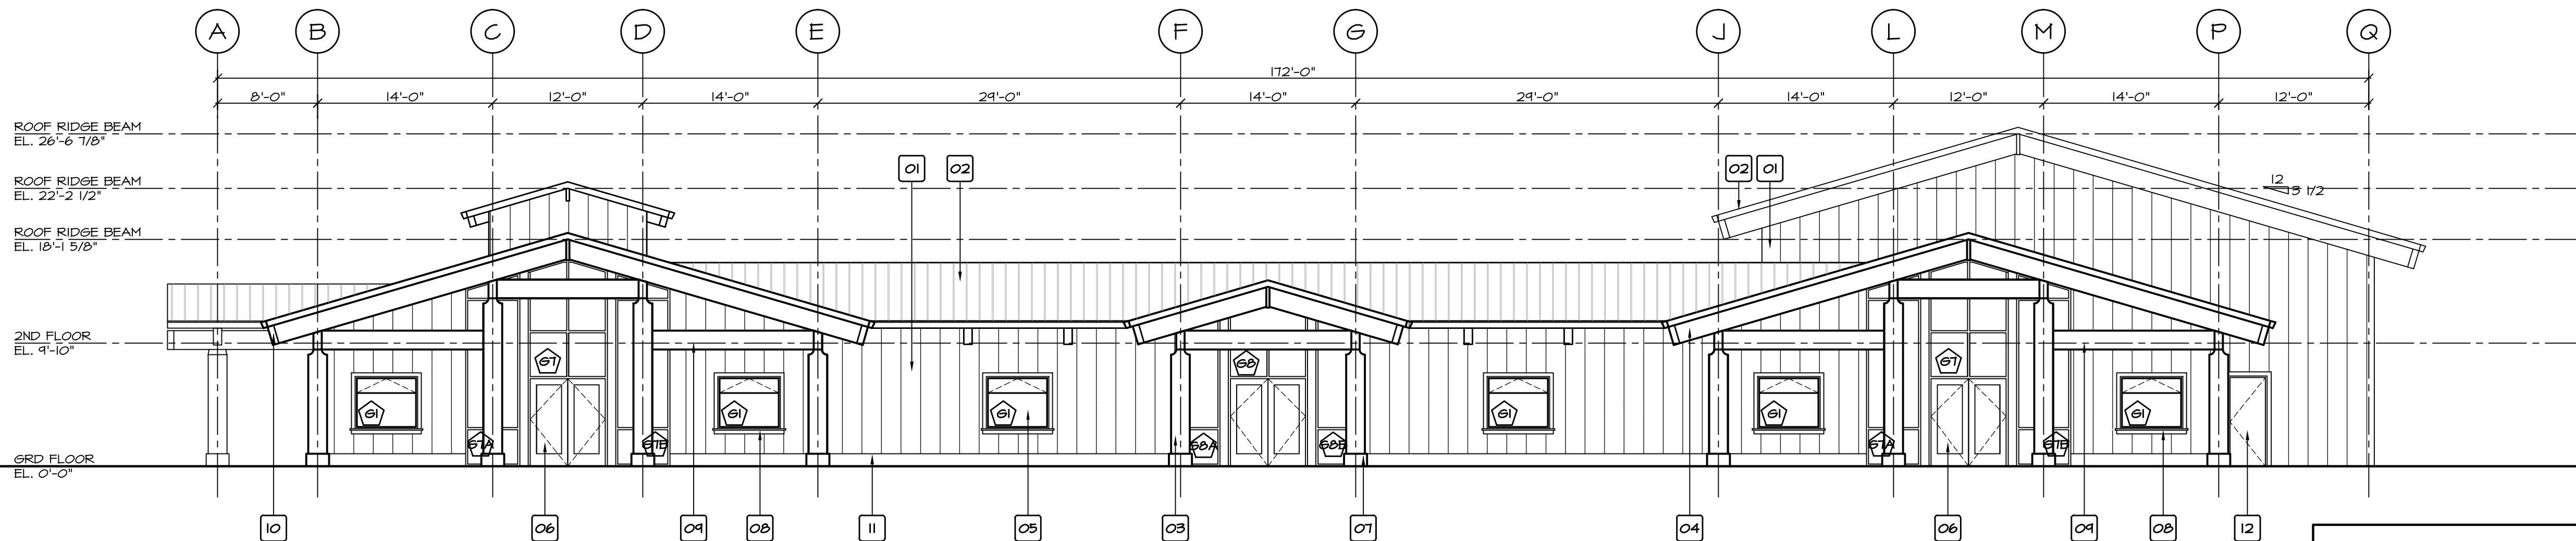 A B C D E F G J L M P Q
172'-0"
8'-0" 14'-0" 12'-0" 14'-0" 29'-0" 14'-0" 29'-0" 14'-0" 12'-0" 14'-0" 12'-0"
ROOF RIDGE BEAM
EL. 26'-6 7/8"
01 02 02 01
ROOF RIDGE BEAM
EL. 22'-2 1/2"
12
3 1/2
ROOF RIDGE BEAM
EL. 18'-1 5/8"
2ND FLOOR
EL. 9'-10"
G7 G8 G7
G1 G1 G1 G1 G1 G1
G7A G7B G8A G8B G7A G7B
GRD FLOOR
EL. 0'-0"
10 06 09 08 11 05 03 07 04 06 09 08 12